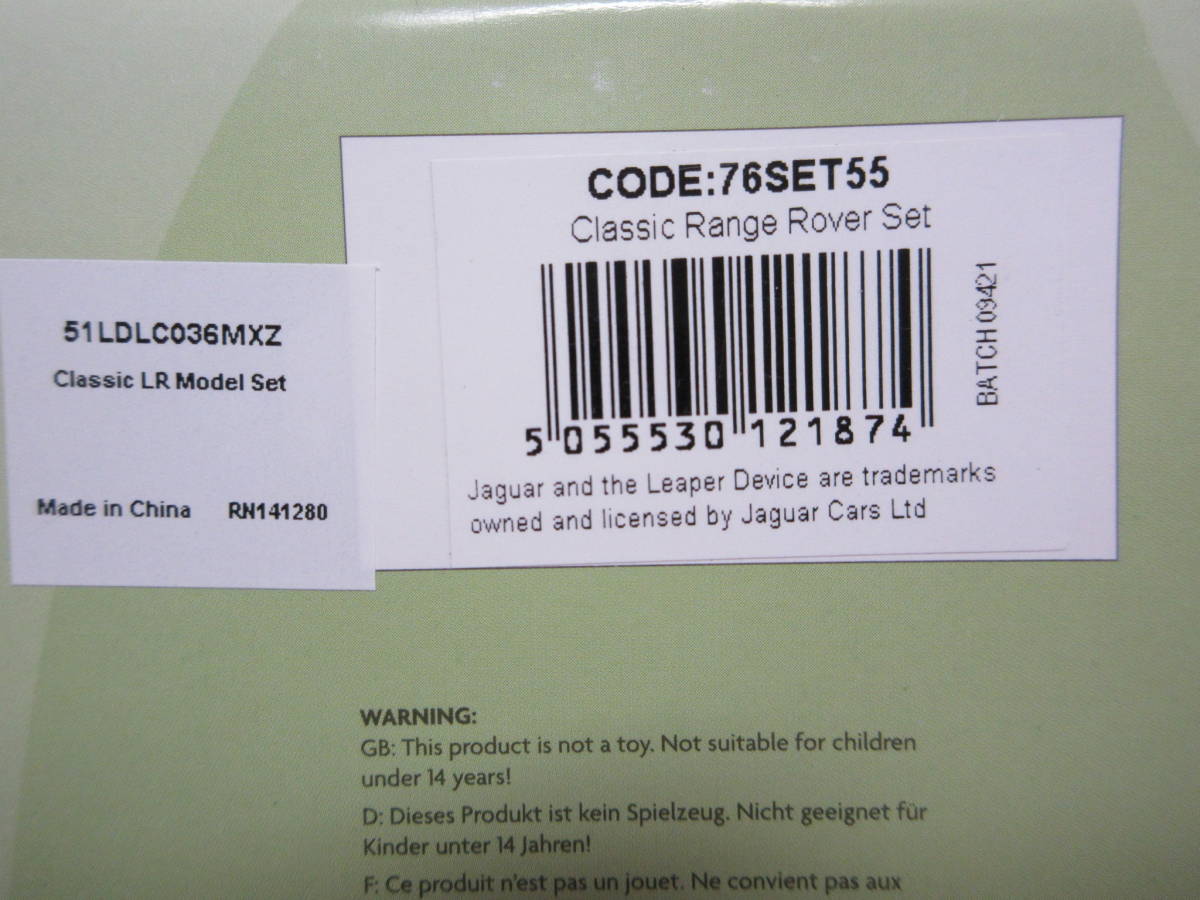 CODE:76SET55
Classic Range Rover Set
BATCH 09421
5 055530 121874
Jaguar and the Leaper Device are trademarks
owned and licensed by Jaguar Cars Ltd
51LDLC036MXZ
Classic LR Model Set
Made in China RN141280
WARNING:
GB: This product is not a toy. Not suitable for children
under 14 years!
D: Dieses Produkt ist kein Spielzeug. Nicht geeignet für
Kinder unter 14 Jahren!
F: Ce produit n'est pas un jouet. Ne convient pas aux